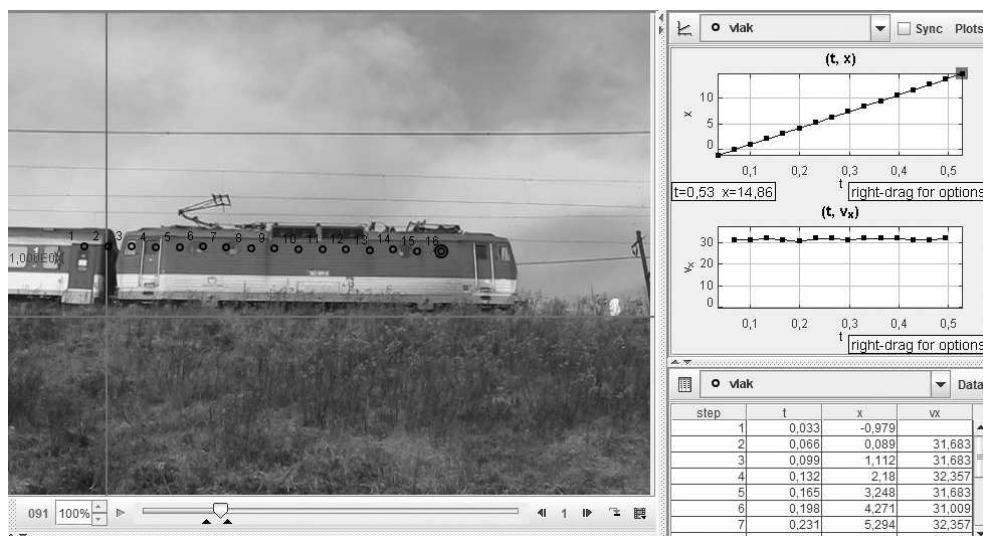 vlak
Sync Plots
(t, x)
x
10
5
0
0,1 0,2 0,3 0,4 0,5
t
t=0,53 x=14,86
right-drag for options
(t, vx)
vx
30
20
10
0
0,1 0,2 0,3 0,4 0,5
t
right-drag for options
vlak
Data
step t x vx
1 0,033 -0,979
2 0,066 0,089 31,683
3 0,099 1,112 31,683
4 0,132 2,18 32,357
5 0,165 3,248 31,683
6 0,198 4,271 31,009
7 0,231 5,294 32,357
1 2 3 4 5 6 7 8 9 10 11 12 13 14 15 16
091 100% 1